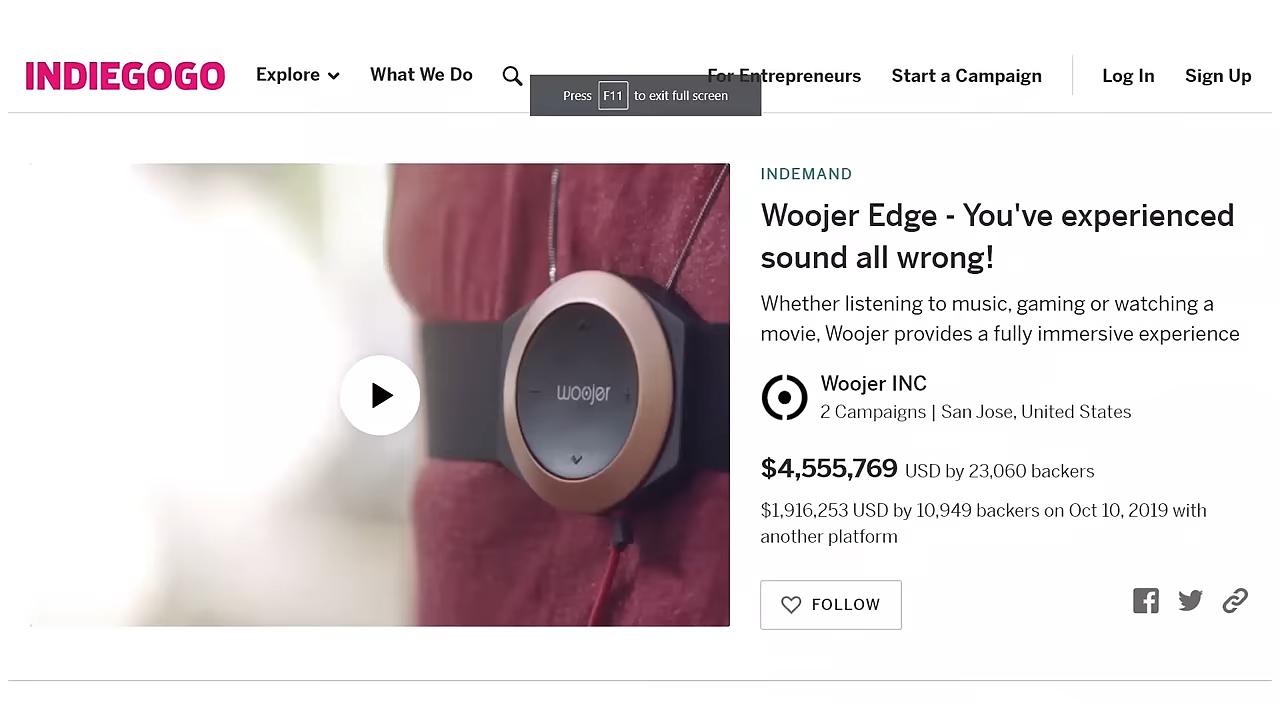 INDIEGOGO Explore What We Do For Entrepreneurs Start a Campaign Log In Sign Up
Press F11 to exit full screen
INDEMAND
Woojer Edge - You've experienced
sound all wrong!
Whether listening to music, gaming or watching a
movie, Woojer provides a fully immersive experience
woojer
Woojer INC
2 Campaigns | San Jose, United States
$4,555,769 USD by 23,060 backers
$1,916,253 USD by 10,949 backers on Oct 10, 2019 with
another platform
FOLLOW